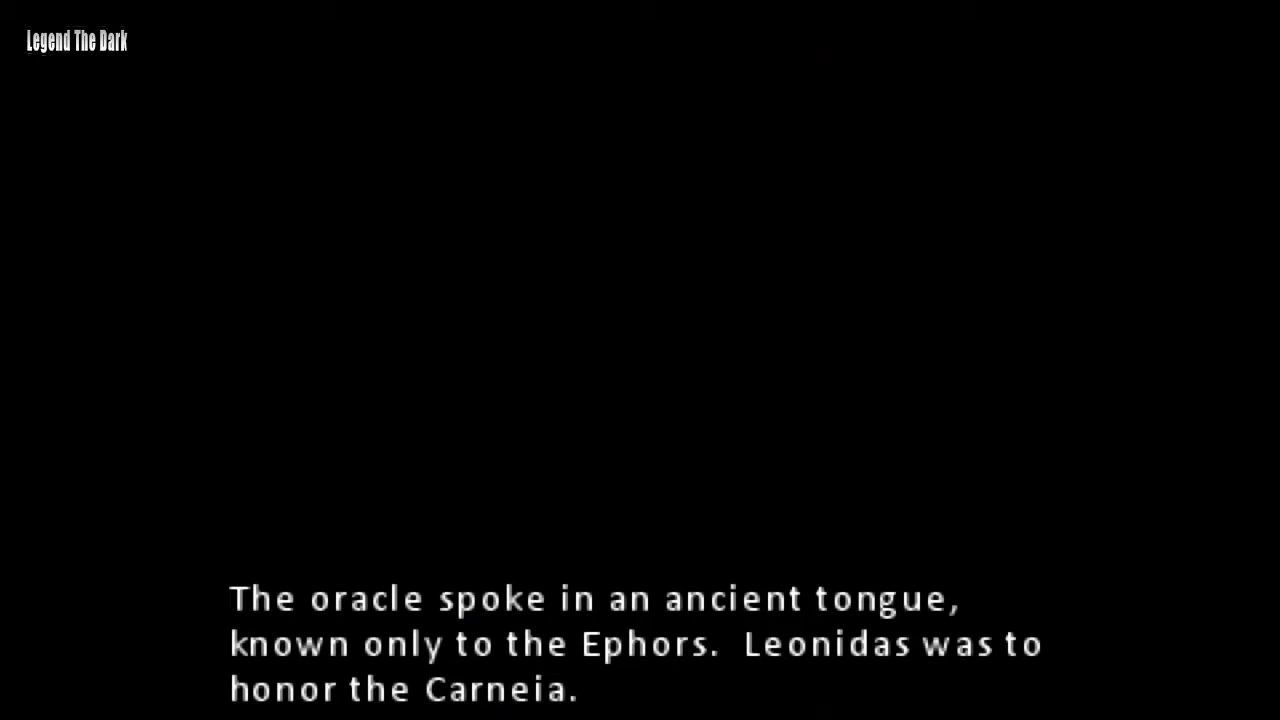 Legend The Dark
The oracle spoke in an ancient tongue,
known only to the Ephors.  Leonidas was to
honor the Carneia.